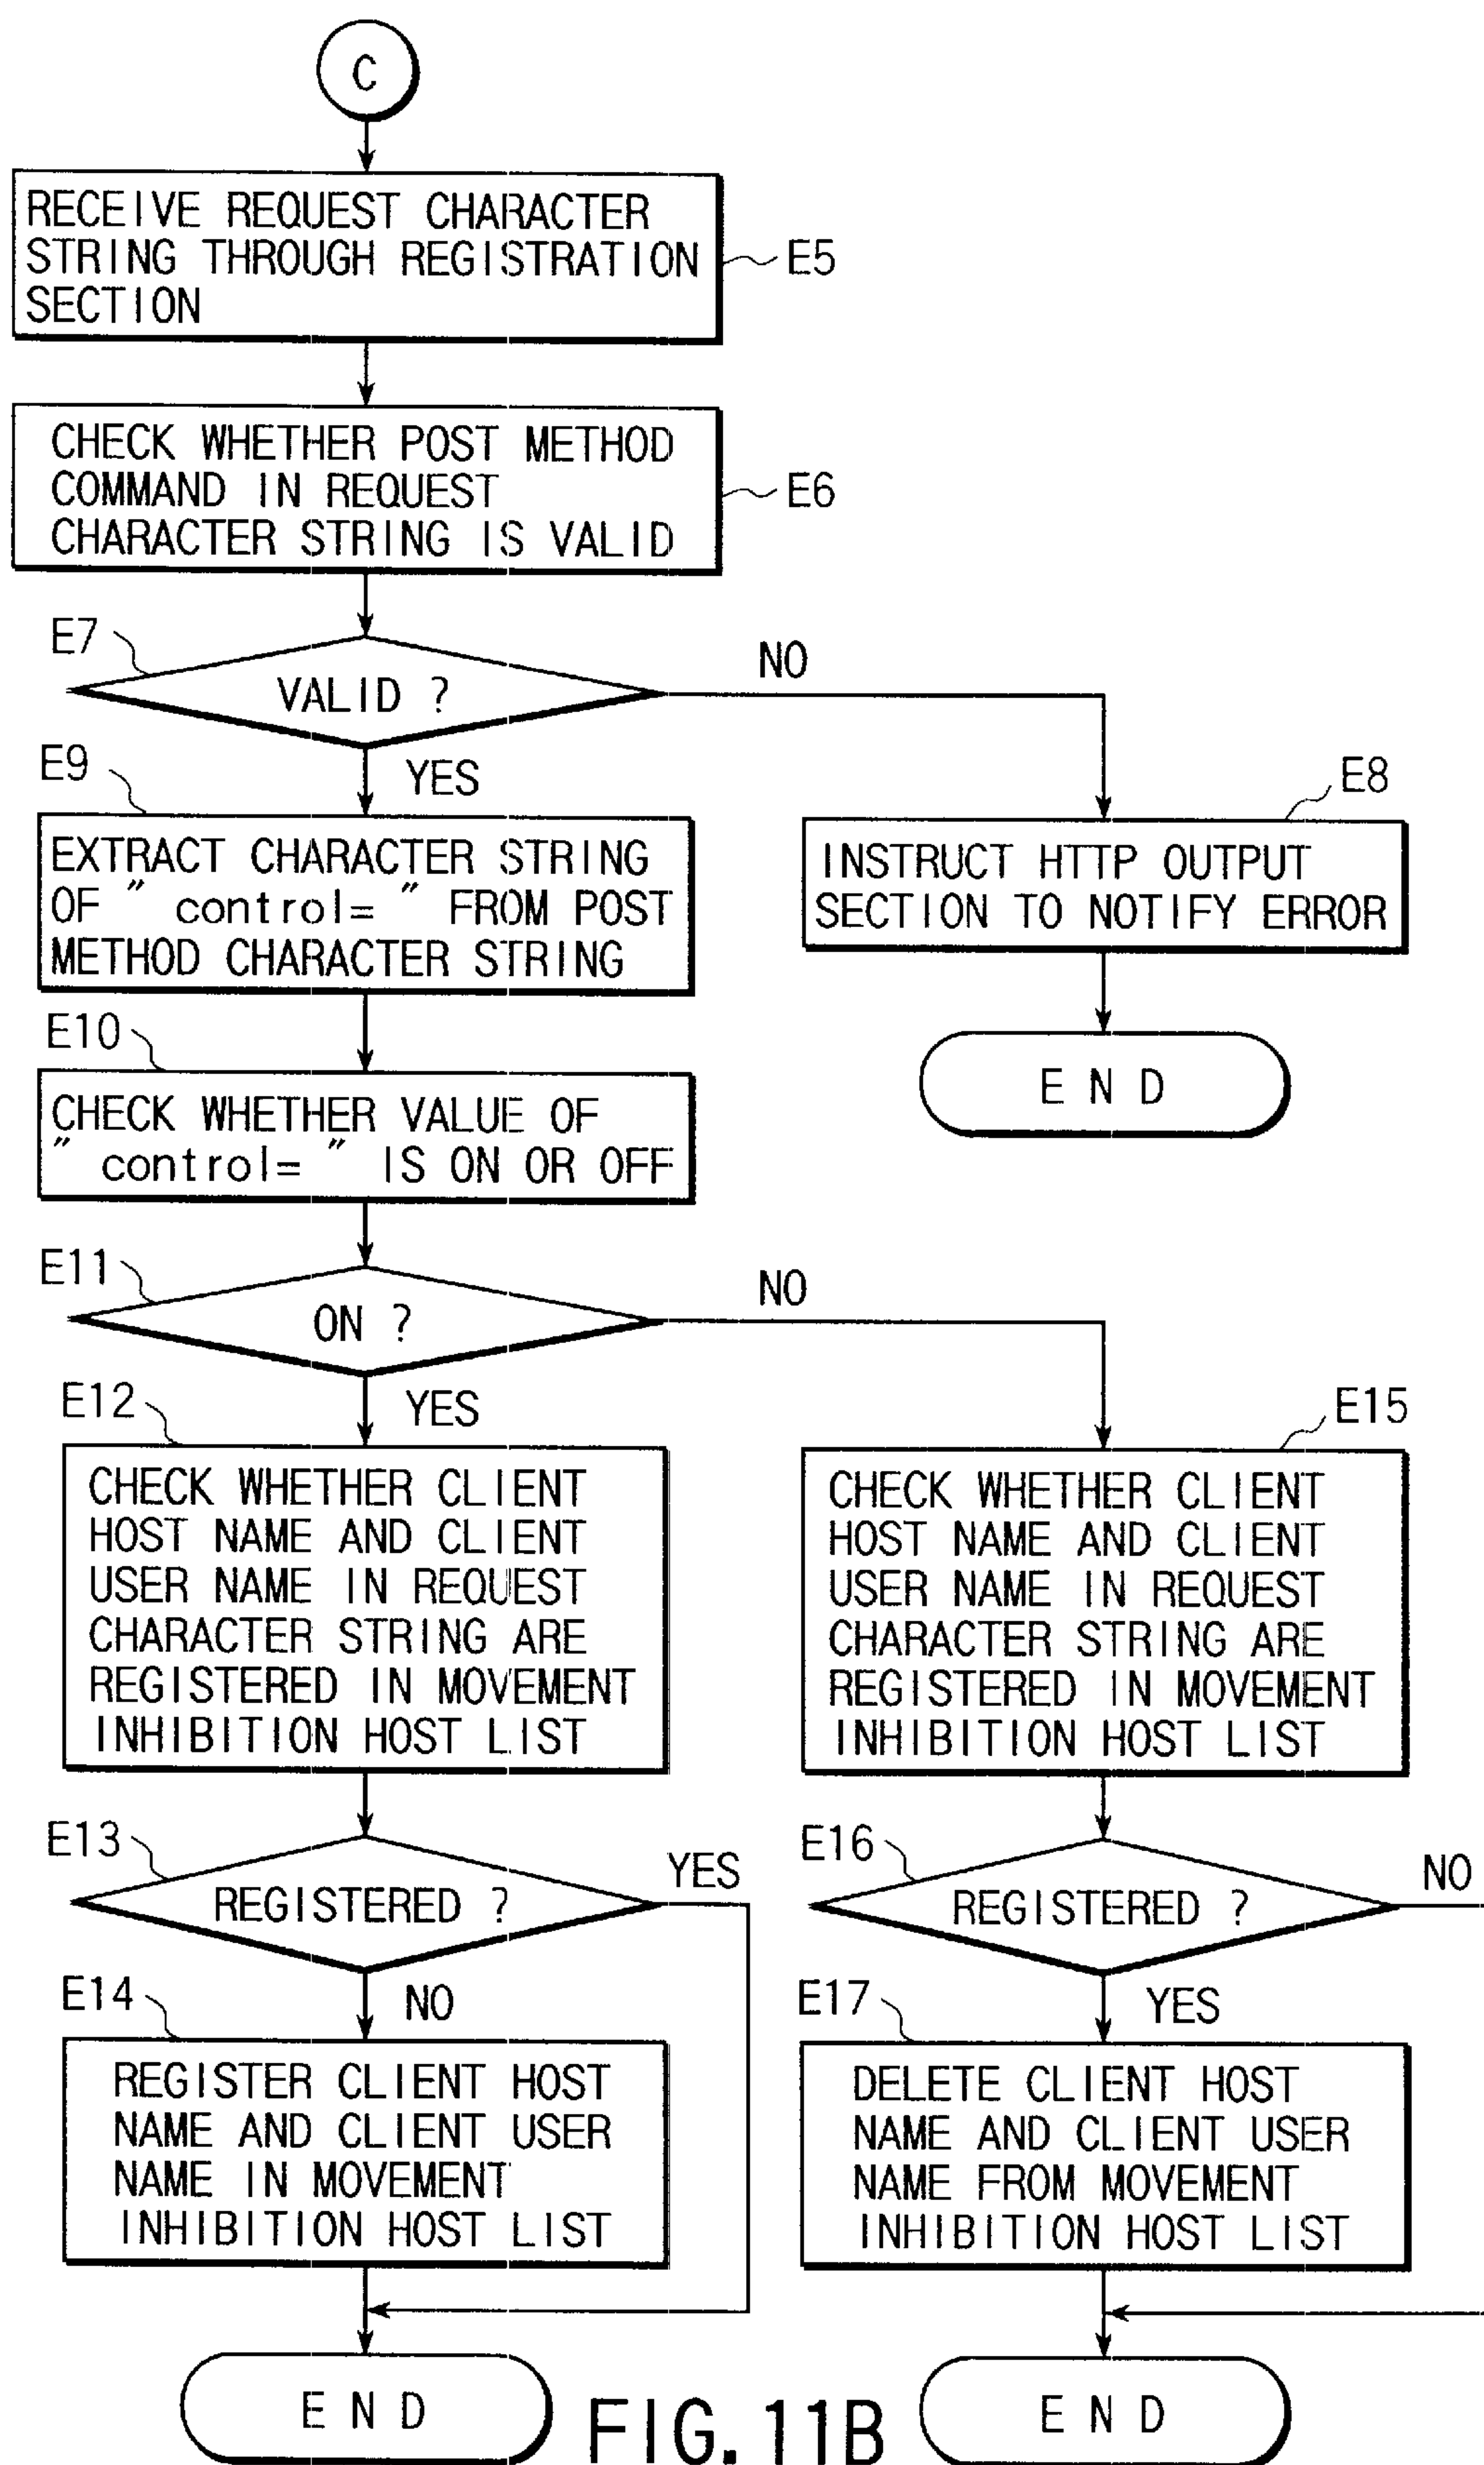 C
RECEIVE REQUEST CHARACTER
STRING THROUGH REGISTRATION
SECTION
E5
CHECK WHETHER POST METHOD
COMMAND IN REQUEST
CHARACTER STRING IS VALID
E6
E7
VALID ?
NO
YES
E8
INSTRUCT HTTP OUTPUT
SECTION TO NOTIFY ERROR
END
E9
EXTRACT CHARACTER STRING
OF " control= " FROM POST
METHOD CHARACTER STRING
E10
CHECK WHETHER VALUE OF
" control= " IS ON OR OFF
E11
ON ?
NO
YES
E12
CHECK WHETHER CLIENT
HOST NAME AND CLIENT
USER NAME IN REQUEST
CHARACTER STRING ARE
REGISTERED IN MOVEMENT
INHIBITION HOST LIST
E13
REGISTERED ?
YES
NO
E14
REGISTER CLIENT HOST
NAME AND CLIENT USER
NAME IN MOVEMENT
INHIBITION HOST LIST
END
E15
CHECK WHETHER CLIENT
HOST NAME AND CLIENT
USER NAME IN REQUEST
CHARACTER STRING ARE
REGISTERED IN MOVEMENT
INHIBITION HOST LIST
E16
REGISTERED ?
NO
YES
E17
DELETE CLIENT HOST
NAME AND CLIENT USER
NAME FROM MOVEMENT
INHIBITION HOST LIST
END
FIG. 11B